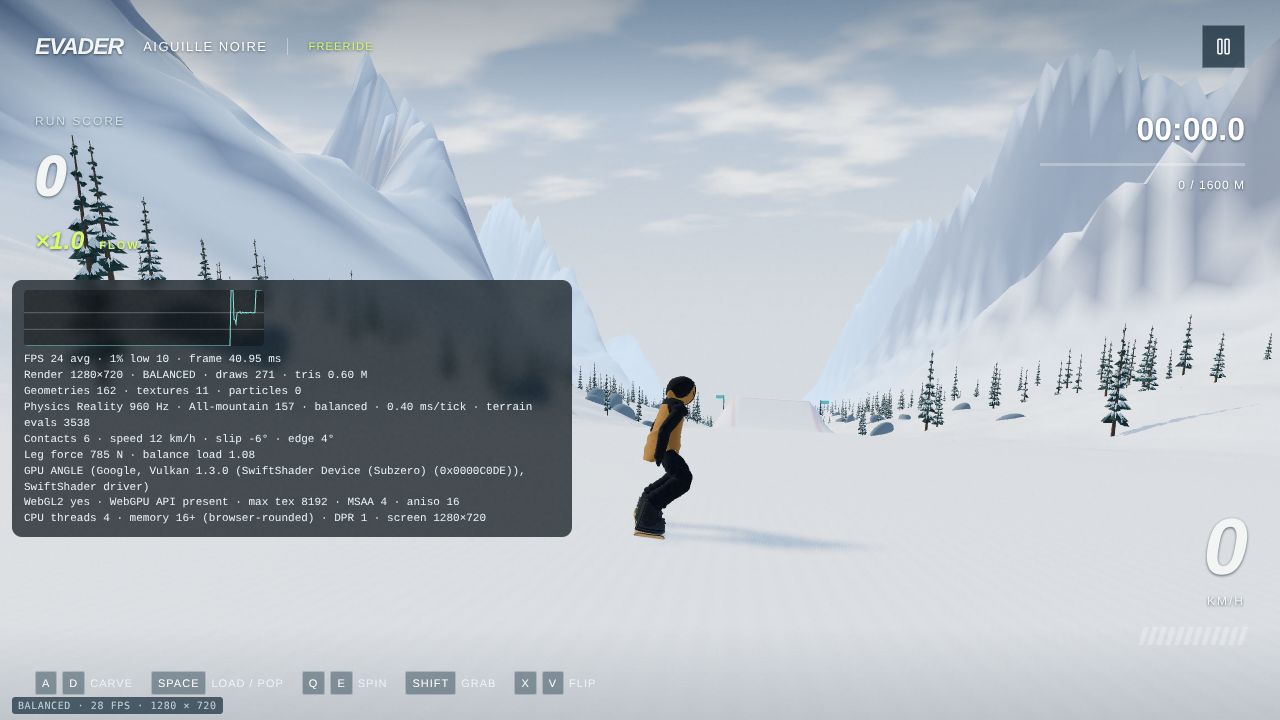 EVADER AIGUILLE NOIRE FREERIDE
RUN SCORE
0
×1.0 FLOW
00:00.0
0 / 1600 M
FPS 24 avg · 1% low 10 · frame 40.95 ms
Render 1280×720 · BALANCED · draws 271 · tris 0.60 M
Geometries 162 · textures 11 · particles 0
Physics Reality 960 Hz · All-mountain 157 · balanced · 0.40 ms/tick · terrain
evals 3538
Contacts 6 · speed 12 km/h · slip -6° · edge 4°
Leg force 785 N · balance load 1.08
GPU ANGLE (Google, Vulkan 1.3.0 (SwiftShader Device (Subzero) (0x0000C0DE)),
SwiftShader driver)
WebGL2 yes · WebGPU API present · max tex 8192 · MSAA 4 · aniso 16
CPU threads 4 · memory 16+ (browser-rounded) · DPR 1 · screen 1280×720
0
KM/H
A D CARVE SPACE LOAD / POP Q E SPIN SHIFT GRAB X V FLIP
BALANCED · 28 FPS · 1280 × 720